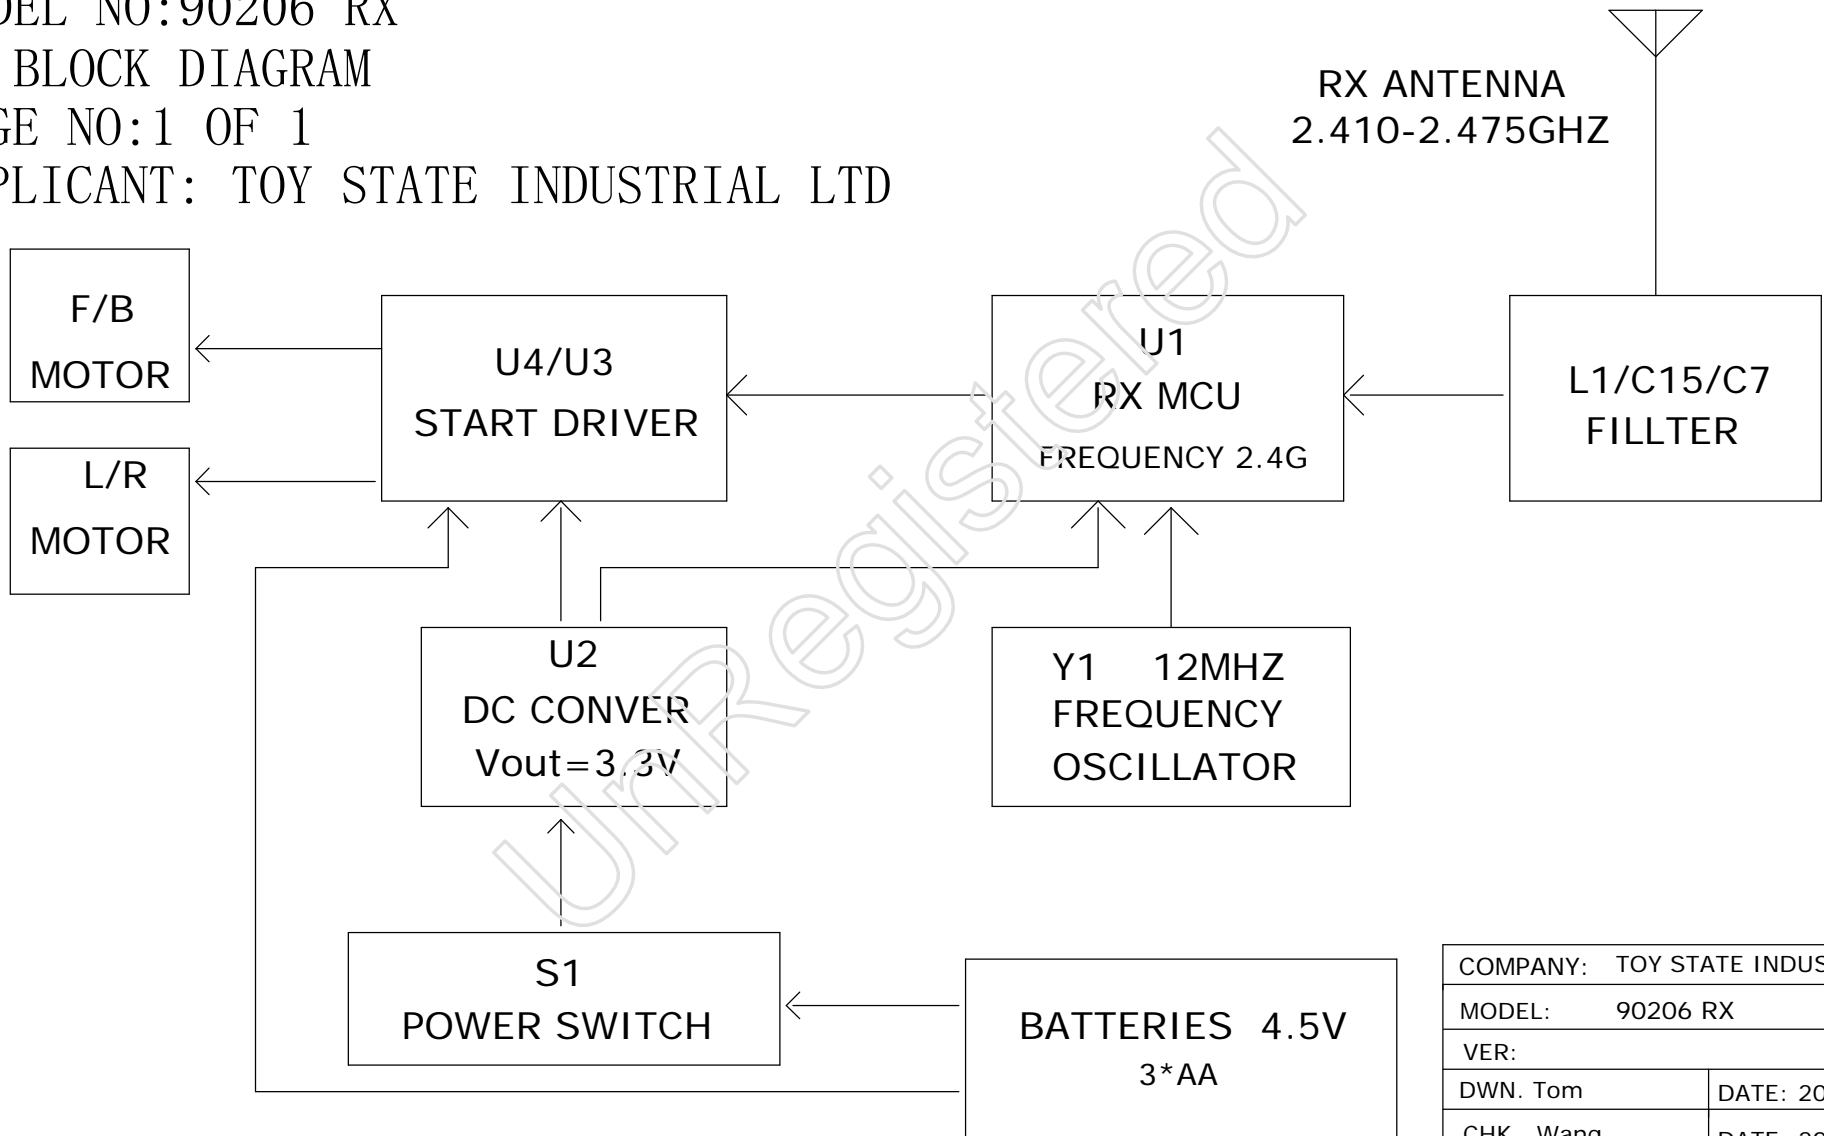 DEL NO:90206 RX
BLOCK DIAGRAM
GE NO:1 OF 1
PLICANT: TOY STATE INDUSTRIAL LTD
RX ANTENNA
2.410-2.475GHZ
F/B
MOTOR
L/R
MOTOR
U4/U3
START DRIVER
U1
RX MCU
FREQUENCY 2.4G
L1/C15/C7
FILLTER
U2
DC CONVER
Vout=3.3V
Y1 12MHZ
FREQUENCY
OSCILLATOR
S1
POWER SWITCH
BATTERIES 4.5V
3*AA
UnRegistered
COMPANY: TOY STATE INDUS
MODEL: 90206 RX
VER:
DWN. Tom DATE: 20
CHK. Wang